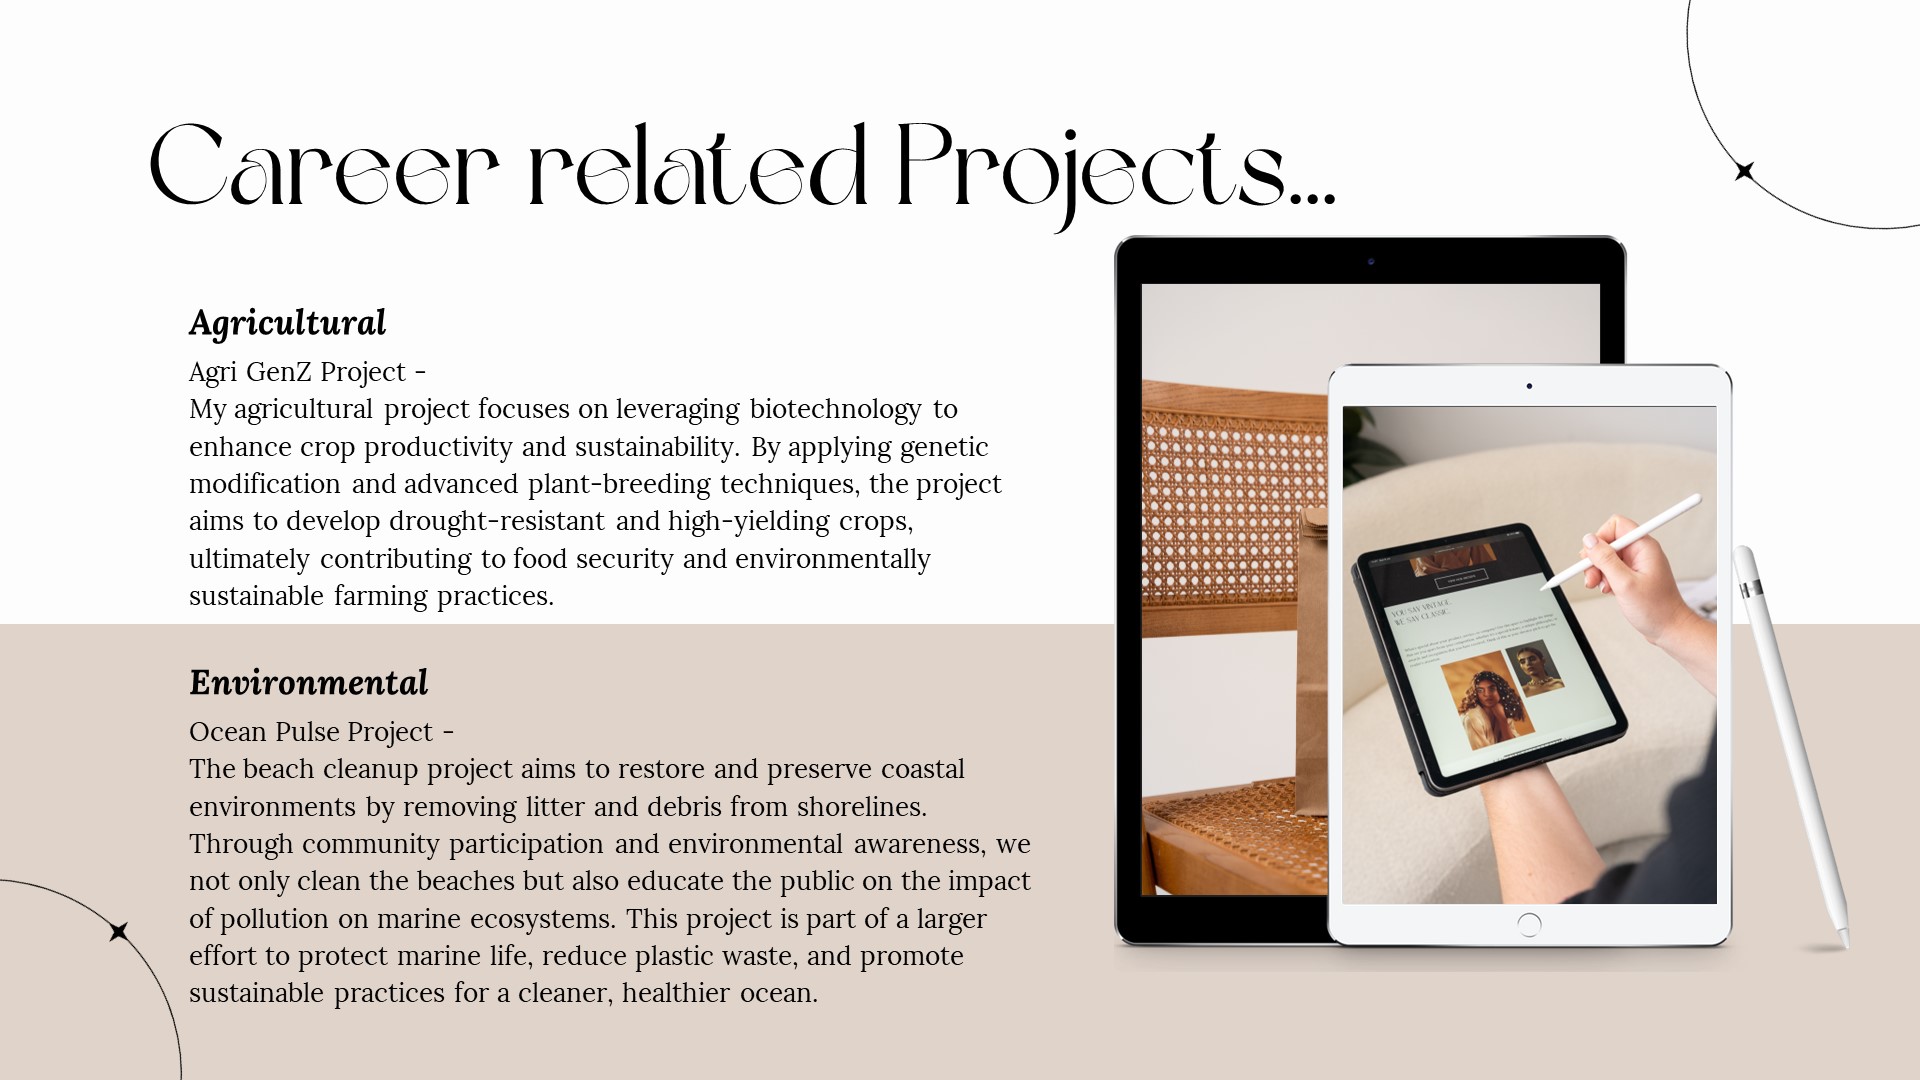 Career related Projects...
Agricultural
Agri GenZ Project -
My agricultural project focuses on leveraging biotechnology to
enhance crop productivity and sustainability. By applying genetic
modification and advanced plant-breeding techniques, the project
aims to develop drought-resistant and high-yielding crops,
ultimately contributing to food security and environmentally
sustainable farming practices.
Environmental
Ocean Pulse Project -
The beach cleanup project aims to restore and preserve coastal
environments by removing litter and debris from shorelines.
Through community participation and environmental awareness, we
not only clean the beaches but also educate the public on the impact
of pollution on marine ecosystems. This project is part of a larger
effort to protect marine life, reduce plastic waste, and promote
sustainable practices for a cleaner, healthier ocean.
YOU SAY VINTAGE,
WE SAY CLASSIC.